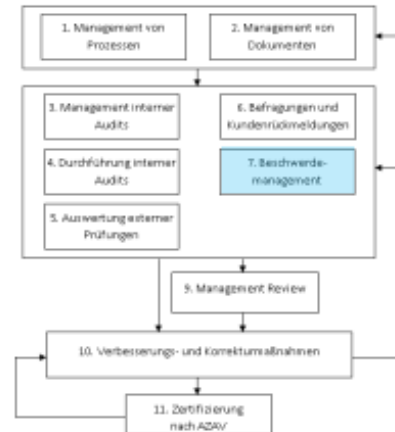 1. Management von
Prozessen
2. Management von
Dokumenten
3. Management interner
Audits
6. Befragungen und
Kundenrückmeldungen
4. Durchführung interner
Audits
7. Beschwerde-
management
5. Auswertung externer
Prüfungen
9. Management Review
10. Verbesserungs- und Korrekturmaßnahmen
11. Zertifizierung
nach AZAV